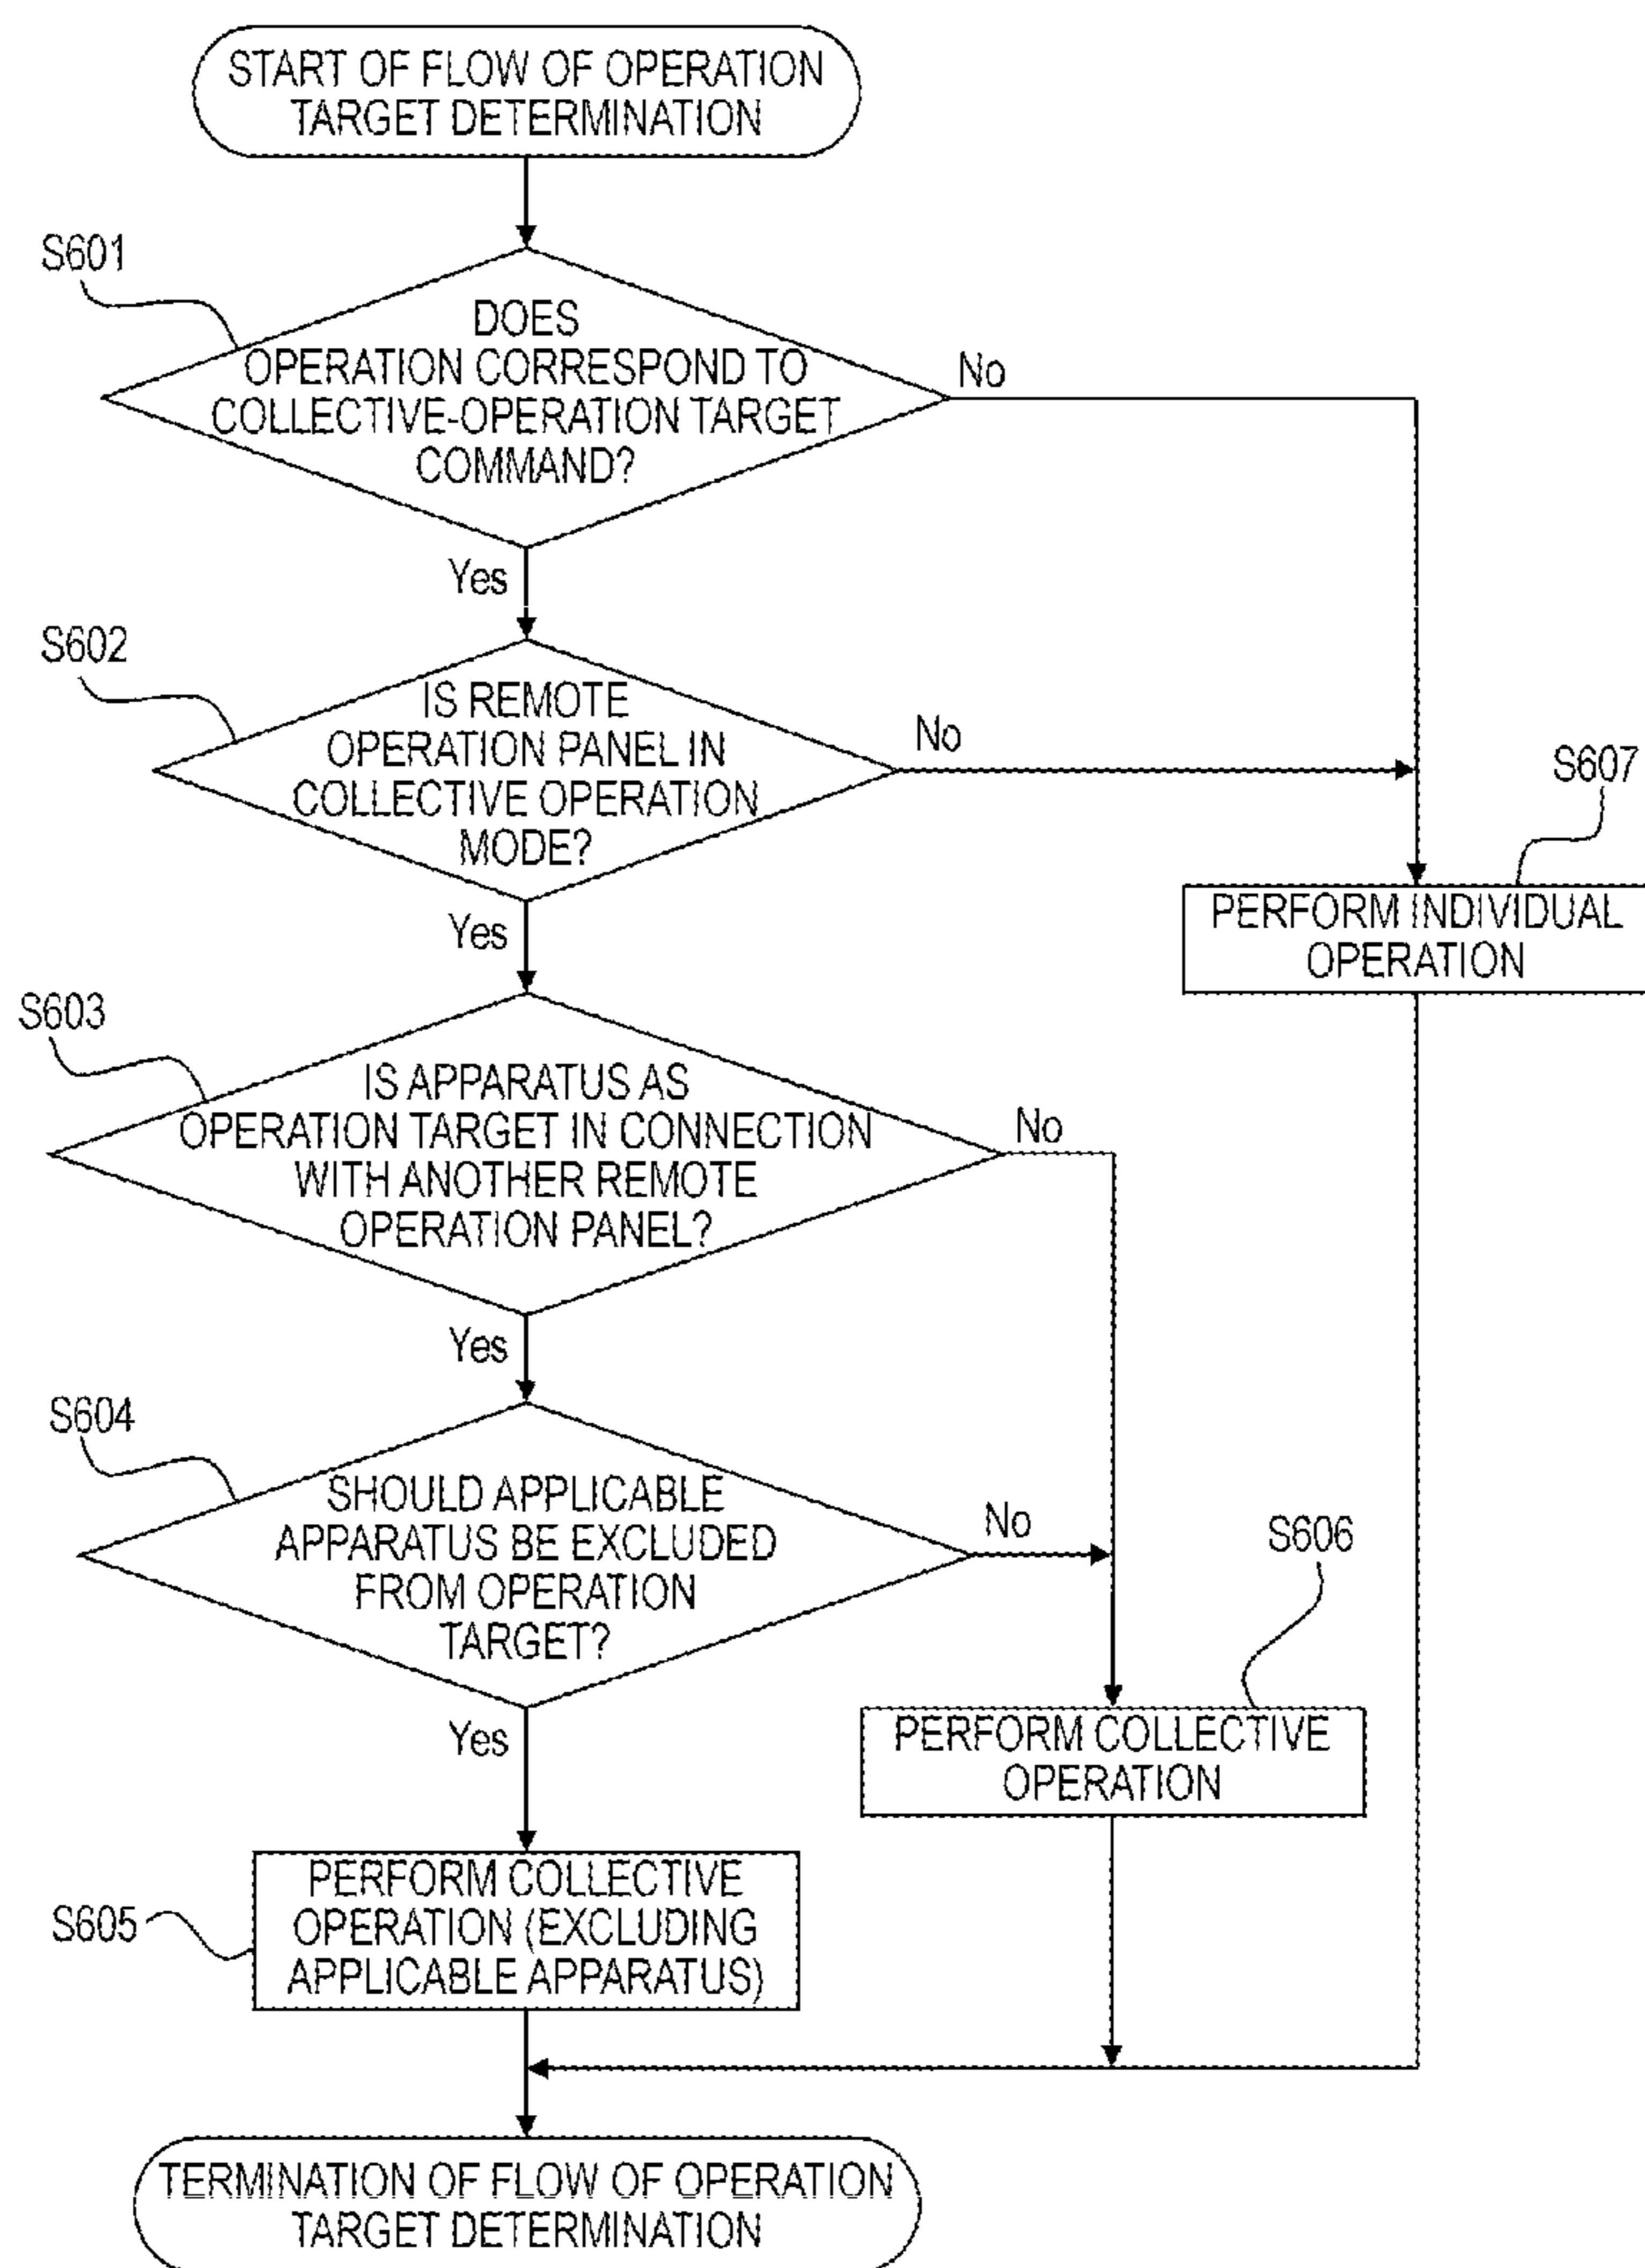 START OF FLOW OF OPERATION
TARGET DETERMINATION
S601
DOES
OPERATION CORRESPOND TO
COLLECTIVE-OPERATION TARGET
COMMAND?
No
Yes
S602
IS REMOTE
OPERATION PANEL IN
COLLECTIVE OPERATION
MODE?
No
Yes
S607
PERFORM INDIVIDUAL
OPERATION
S603
IS APPARATUS AS
OPERATION TARGET IN CONNECTION
WITH ANOTHER REMOTE
OPERATION PANEL?
No
Yes
S604
SHOULD APPLICABLE
APPARATUS BE EXCLUDED
FROM OPERATION
TARGET?
No
Yes
S606
PERFORM COLLECTIVE
OPERATION
S605
PERFORM COLLECTIVE
OPERATION (EXCLUDING
APPLICABLE APPARATUS)
TERMINATION OF FLOW OF OPERATION
TARGET DETERMINATION